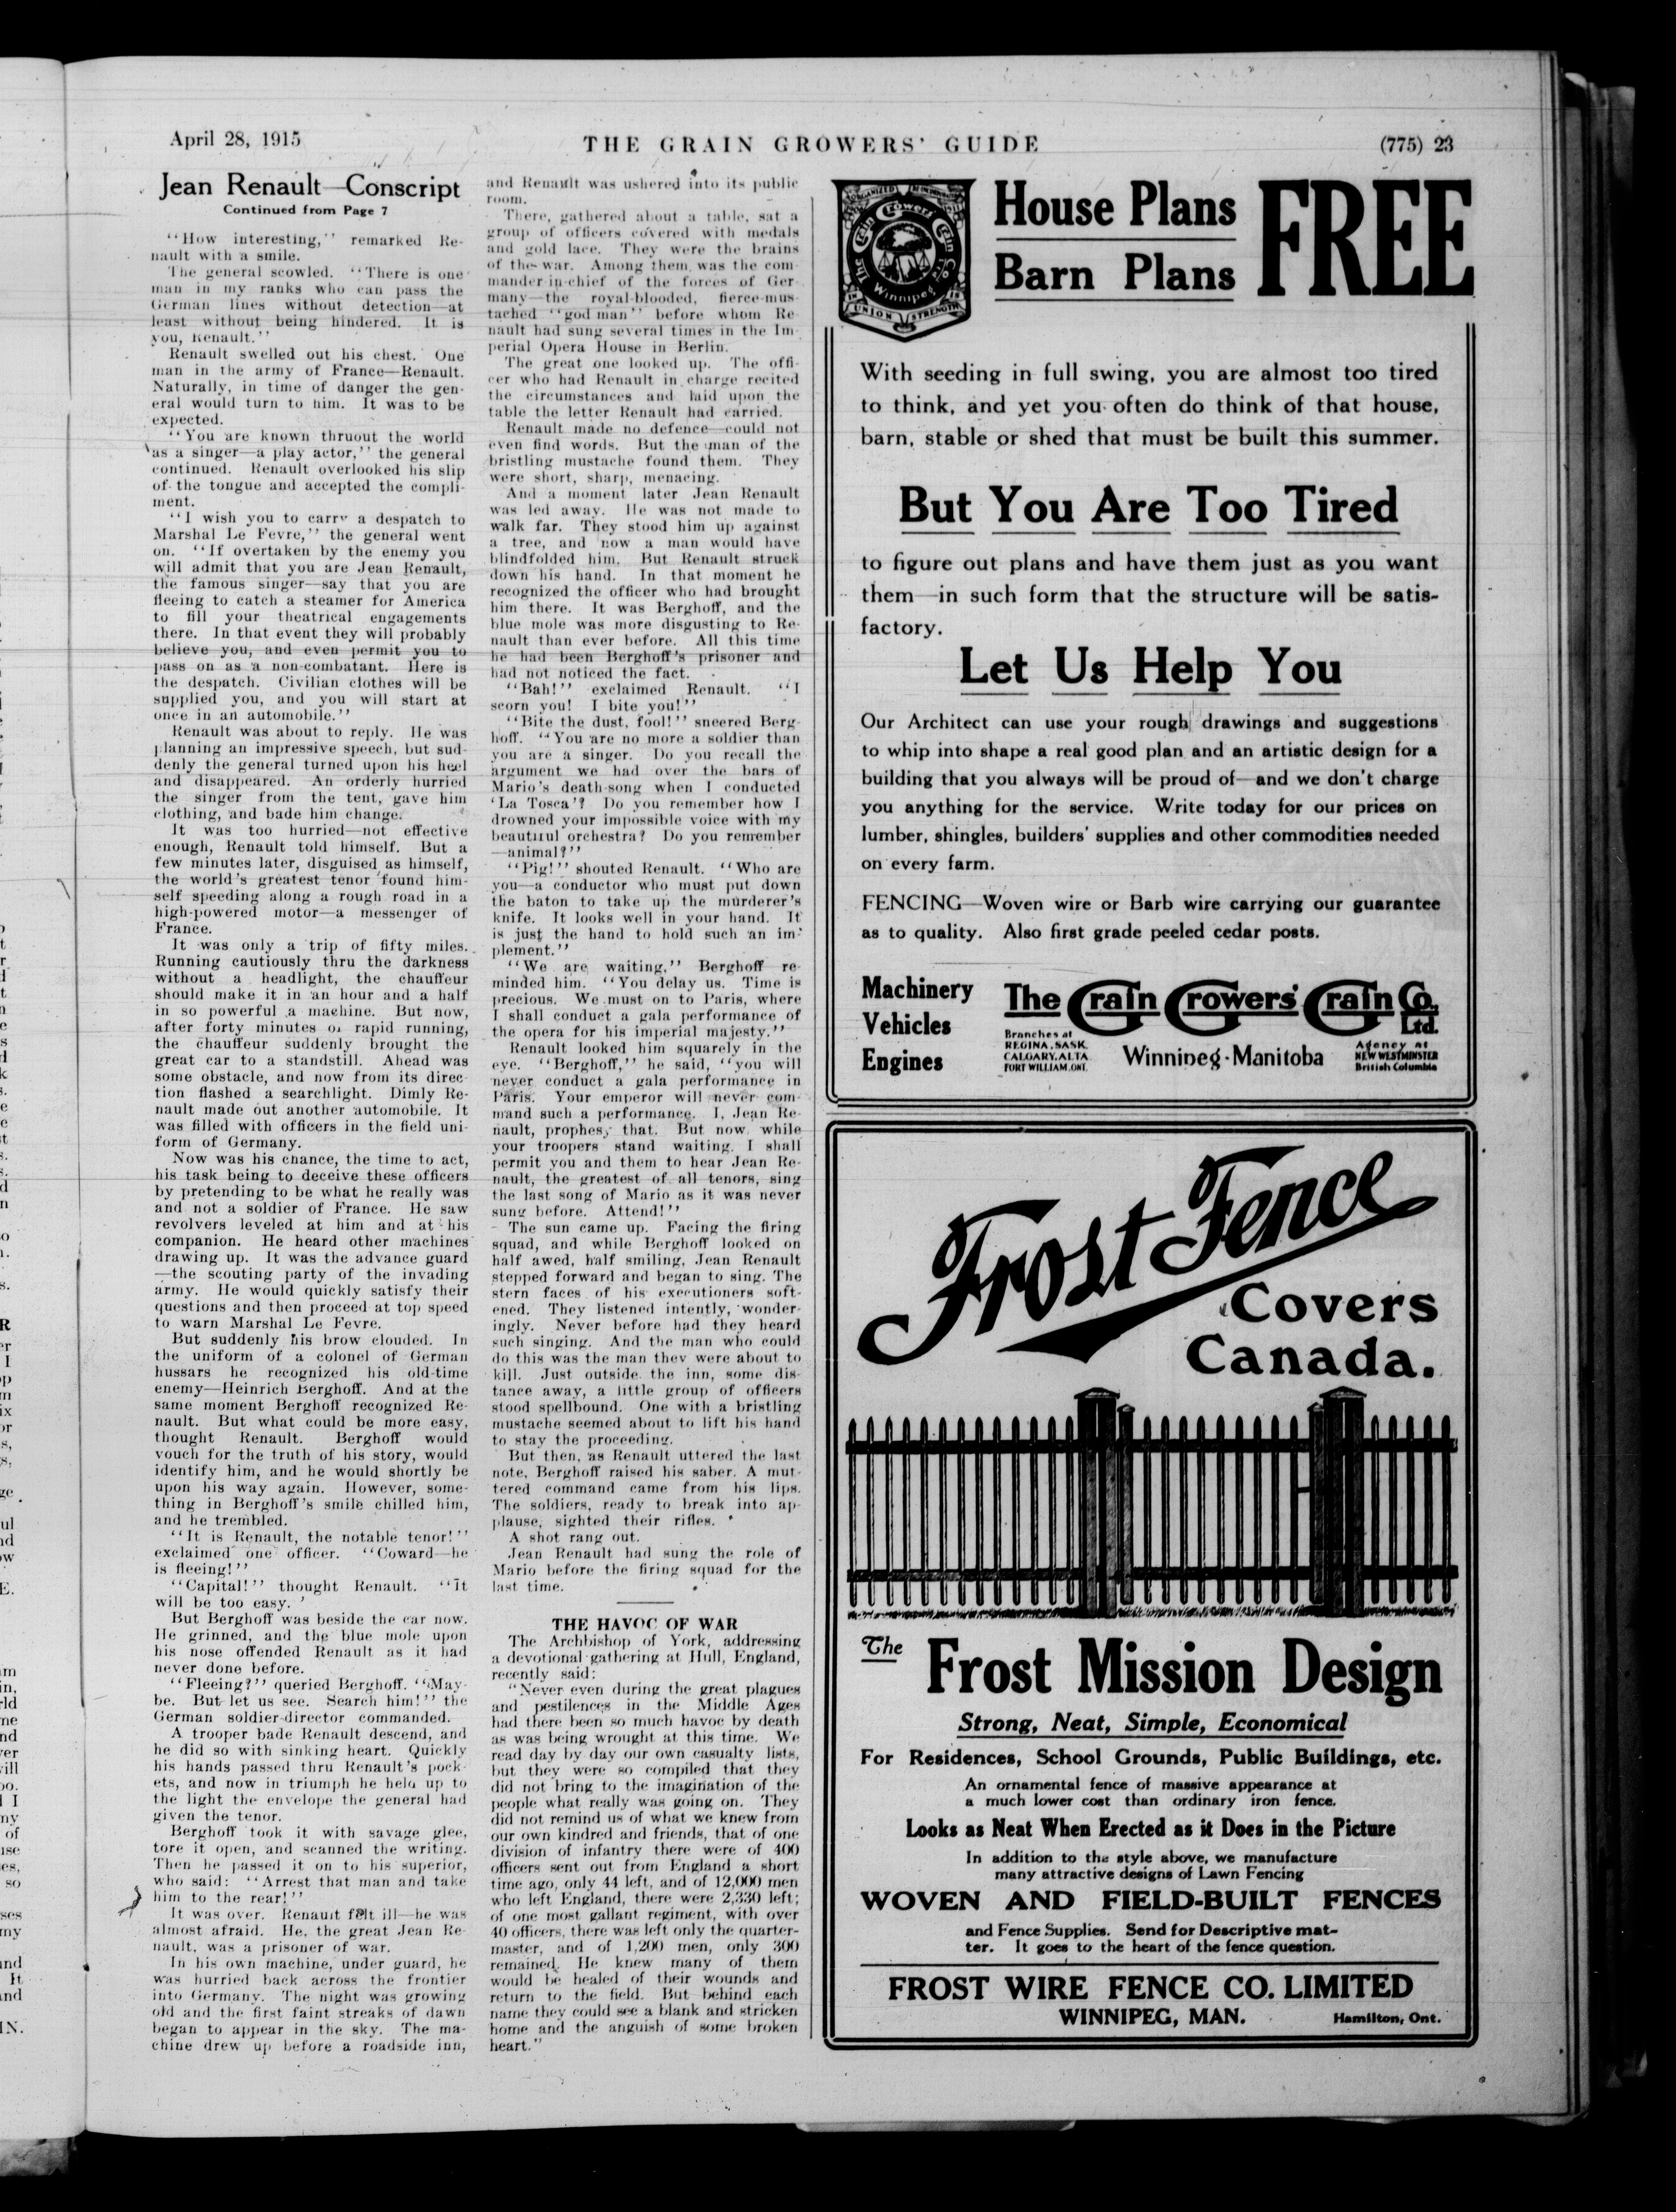 April 28, 1915
THE GRAIN GROWERS' GUIDE
(775) 23
Jean Renault—Conscript
Continued from Page 7
"How interesting," remarked Re-
nault with a smile.
The general scowled. "There is one
man in my ranks who can pass the
German lines without detection—at
least without being hindered. It is
you, Renault."
Renault swelled out his chest. One
man in the army of France—Renault.
Naturally, in time of danger the gen-
eral would turn to him. It was to be
expected.
"You are known thruout the world
as a singer—a play actor," the general
continued. Renault overlooked his slip
of the tongue and accepted the compli-
ment.
"I wish you to carry a despatch to
Marshal Le Fevre," the general went
on. "If overtaken by the enemy you
will admit that you are Jean Renault,
the famous singer—say that you are
fleeing to catch a steamer for America
to fill your theatrical engagements
there. In that event they will probably
believe you, and even permit you to
pass on as a non-combatant. Here is
the despatch. Civilian clothes will be
supplied you, and you will start at
once in an automobile."
Renault was about to reply. He was
planning an impressive speech, but sud-
denly the general turned upon his heel
and disappeared. An orderly hurried
the singer from the tent, gave him
clothing, and bade him change.
It was too hurried—not effective
enough, Renault told himself. But a
few minutes later, disguised as himself,
the world's greatest tenor found him-
self speeding along a rough road in a
high-powered motor—a messenger of
France.
It was only a trip of fifty miles.
Running cautiously thru the darkness
without a headlight, the chauffeur
should make it in an hour and a half
in so powerful a machine. But now,
after forty minutes of rapid running,
the chauffeur suddenly brought the
great car to a standstill. Ahead was
some obstacle, and now from its direc-
tion flashed a searchlight. Dimly Re-
nault made out another automobile. It
was filled with officers in the field uni-
form of Germany.
Now was his chance, the time to act,
his task being to deceive these officers
by pretending to be what he really was
and not a soldier of France. He saw
revolvers leveled at him and at his
companion. He heard other machines
drawing up. It was the advance guard
—the scouting party of the invading
army. He would quickly satisfy their
questions and then proceed at top speed
to warn Marshal Le Fevre.
But suddenly his brow clouded. In
the uniform of a colonel of German
hussars he recognized his old-time
enemy—Heinrich Berghoff. And at the
same moment Berghoff recognized Re-
nault. But what could be more easy,
thought Renault. Berghoff would
vouch for the truth of his story, would
identify him, and he would shortly be
upon his way again. However, some-
thing in Berghoff's smile chilled him,
and he trembled.
"It is Renault, the notable tenor!"
exclaimed one officer. "Coward—he
is fleeing!"
"Capital!" thought Renault. "It
will be too easy.'
But Berghoff was beside the car now.
He grinned, and the blue mole upon
his nose offended Renault as it had
never done before.
"Fleeing?" queried Berghoff. "May-
be. But let us see. Search him!" the
German soldier-director commanded.
A trooper bade Renault descend, and
he did so with sinking heart. Quickly
his hands passed thru Renault's pock-
ets, and now in triumph he held up to
the light the envelope the general had
given the tenor.
Berghoff took it with savage glee,
tore it open, and scanned the writing.
Then he passed it on to his superior,
who said: "Arrest that man and take
him to the rear!"
It was over. Renault felt ill—he was
almost afraid. He, the great Jean Re-
nault, was a prisoner of war.
In his own machine, under guard, he
was hurried back across the frontier
into Germany. The night was growing
old and the first faint streaks of dawn
began to appear in the sky. The ma-
chine drew up before a roadside inn,
and Renault was ushered into its public
room.
There, gathered about a table, sat a
group of officers covered with medals
and gold lace. They were the brains
of the war. Among them was the com-
mander-in-chief of the forces of Ger-
many—the royal-blooded, fierce-mus-
tached "god man" before whom Re-
nault had sung several times in the Im-
perial Opera House in Berlin.
The great one looked up. The offi-
cer who had Renault in charge recited
the circumstances and laid upon the
table the letter Renault had carried.
Renault made no defence—could not
even find words. But the man of the
bristling mustache found them. They
were short, sharp, menacing.
And a moment later Jean Renault
was led away. He was not made to
walk far. They stood him up against
a tree, and now a man would have
blindfolded him. But Renault struck
down his hand. In that moment he
recognized the officer who had brought
him there. It was Berghoff, and the
blue mole was more disgusting to Re-
nault than ever before. All this time
he had been Berghoff's prisoner and
had not noticed the fact.
"Bah!" exclaimed Renault. "I
scorn you! I bite you!"
"Bite the dust, fool!" sneered Berg-
hoff. "You are no more a soldier than
you are a singer. Do you recall the
argument we had over the bars of
Mario's death-song when I conducted
'La Tosca'? Do you remember how I
drowned your impossible voice with my
beautiful orchestra? Do you remember
—animal?"
"Pig!" shouted Renault. "Who are
you—a conductor who must put down
the baton to take up the murderer's
knife. It looks well in your hand. It
is just the hand to hold such an im-
plement."
"We are waiting," Berghoff re-
minded him. "You delay us. Time is
precious. We must on to Paris, where
I shall conduct a gala performance of
the opera for his imperial majesty."
Renault looked him squarely in the
eye. "Berghoff," he said, "you will
never conduct a gala performance in
Paris. Your emperor will never com-
mand such a performance. I, Jean Re-
nault, prophesy that. But now while
your troopers stand waiting, I shall
permit you and them to hear Jean Re-
nault, the greatest of all tenors, sing
the last song of Mario as it was never
sung before. Attend!"
The sun came up. Facing the firing
squad, and while Berghoff looked on
half awed, half smiling, Jean Renault
stepped forward and began to sing. The
stern faces of his executioners soft-
ened. They listened intently, wonder-
ingly. Never before had they heard
such singing. And the man who could
do this was the man they were about to
kill. Just outside the inn, some dis-
tance away, a little group of officers
stood spellbound. One with a bristling
mustache seemed about to lift his hand
to stay the proceeding.
But then, as Renault uttered the last
note, Berghoff raised his saber. A mut-
tered command came from his lips.
The soldiers, ready to break into ap-
plause, sighted their rifles.
A shot rang out.
Jean Renault had sung the role of
Mario before the firing squad for the
last time.
THE HAVOC OF WAR
The Archbishop of York, addressing
a devotional gathering at Hull, England,
recently said:
"Never even during the great plagues
and pestilences in the Middle Ages
had there been so much havoc by death
as was being wrought at this time. We
read day by day our own casualty lists,
but they were so compiled that they
did not bring to the imagination of the
people what really was going on. They
did not remind us of what we knew from
our own kindred and friends, that of one
division of infantry there were of 400
officers sent out from England a short
time ago, only 44 left, and of 12,000 men
who left England, there were 2,330 left;
of one most gallant regiment, with over
40 officers, there was left only the quarter-
master, and of 1,200 men, only 300
remained. He knew many of them
would be healed of their wounds and
return to the field. But behind each
name they could see a blank and stricken
home and the anguish of some broken
heart."
The Grain Growers' Grain Co.
Winnipeg
UNION STRENGTH
House Plans
Barn Plans
FREE
With seeding in full swing, you are almost too tired
to think, and yet you often do think of that house,
barn, stable or shed that must be built this summer.
But You Are Too Tired
to figure out plans and have them just as you want
them—in such form that the structure will be satis-
factory.
Let Us Help You
Our Architect can use your rough drawings and suggestions
to whip into shape a real good plan and an artistic design for a
building that you always will be proud of—and we don't charge
you anything for the service. Write today for our prices on
lumber, shingles, builders' supplies and other commodities needed
on every farm.
FENCING—Woven wire or Barb wire carrying our guarantee
as to quality. Also first grade peeled cedar posts.
Machinery
Vehicles
Engines
The Grain Growers' Grain Co. Ltd.
Branches at
REGINA, SASK.
CALGARY, ALTA.
FORT WILLIAM, ONT.
Winnipeg-Manitoba
Agency at
NEW WESTMINSTER
British Columbia
Frost Fence
Covers
Canada.
The Frost Mission Design
Strong, Neat, Simple, Economical
For Residences, School Grounds, Public Buildings, etc.
An ornamental fence of massive appearance at
a much lower cost than ordinary iron fence.
Looks as Neat When Erected as it Does in the Picture
In addition to the style above, we manufacture
many attractive designs of Lawn Fencing
WOVEN AND FIELD-BUILT FENCES
and Fence Supplies. Send for Descriptive mat-
ter. It goes to the heart of the fence question.
FROST WIRE FENCE CO. LIMITED
WINNIPEG, MAN.
Hamilton, Ont.